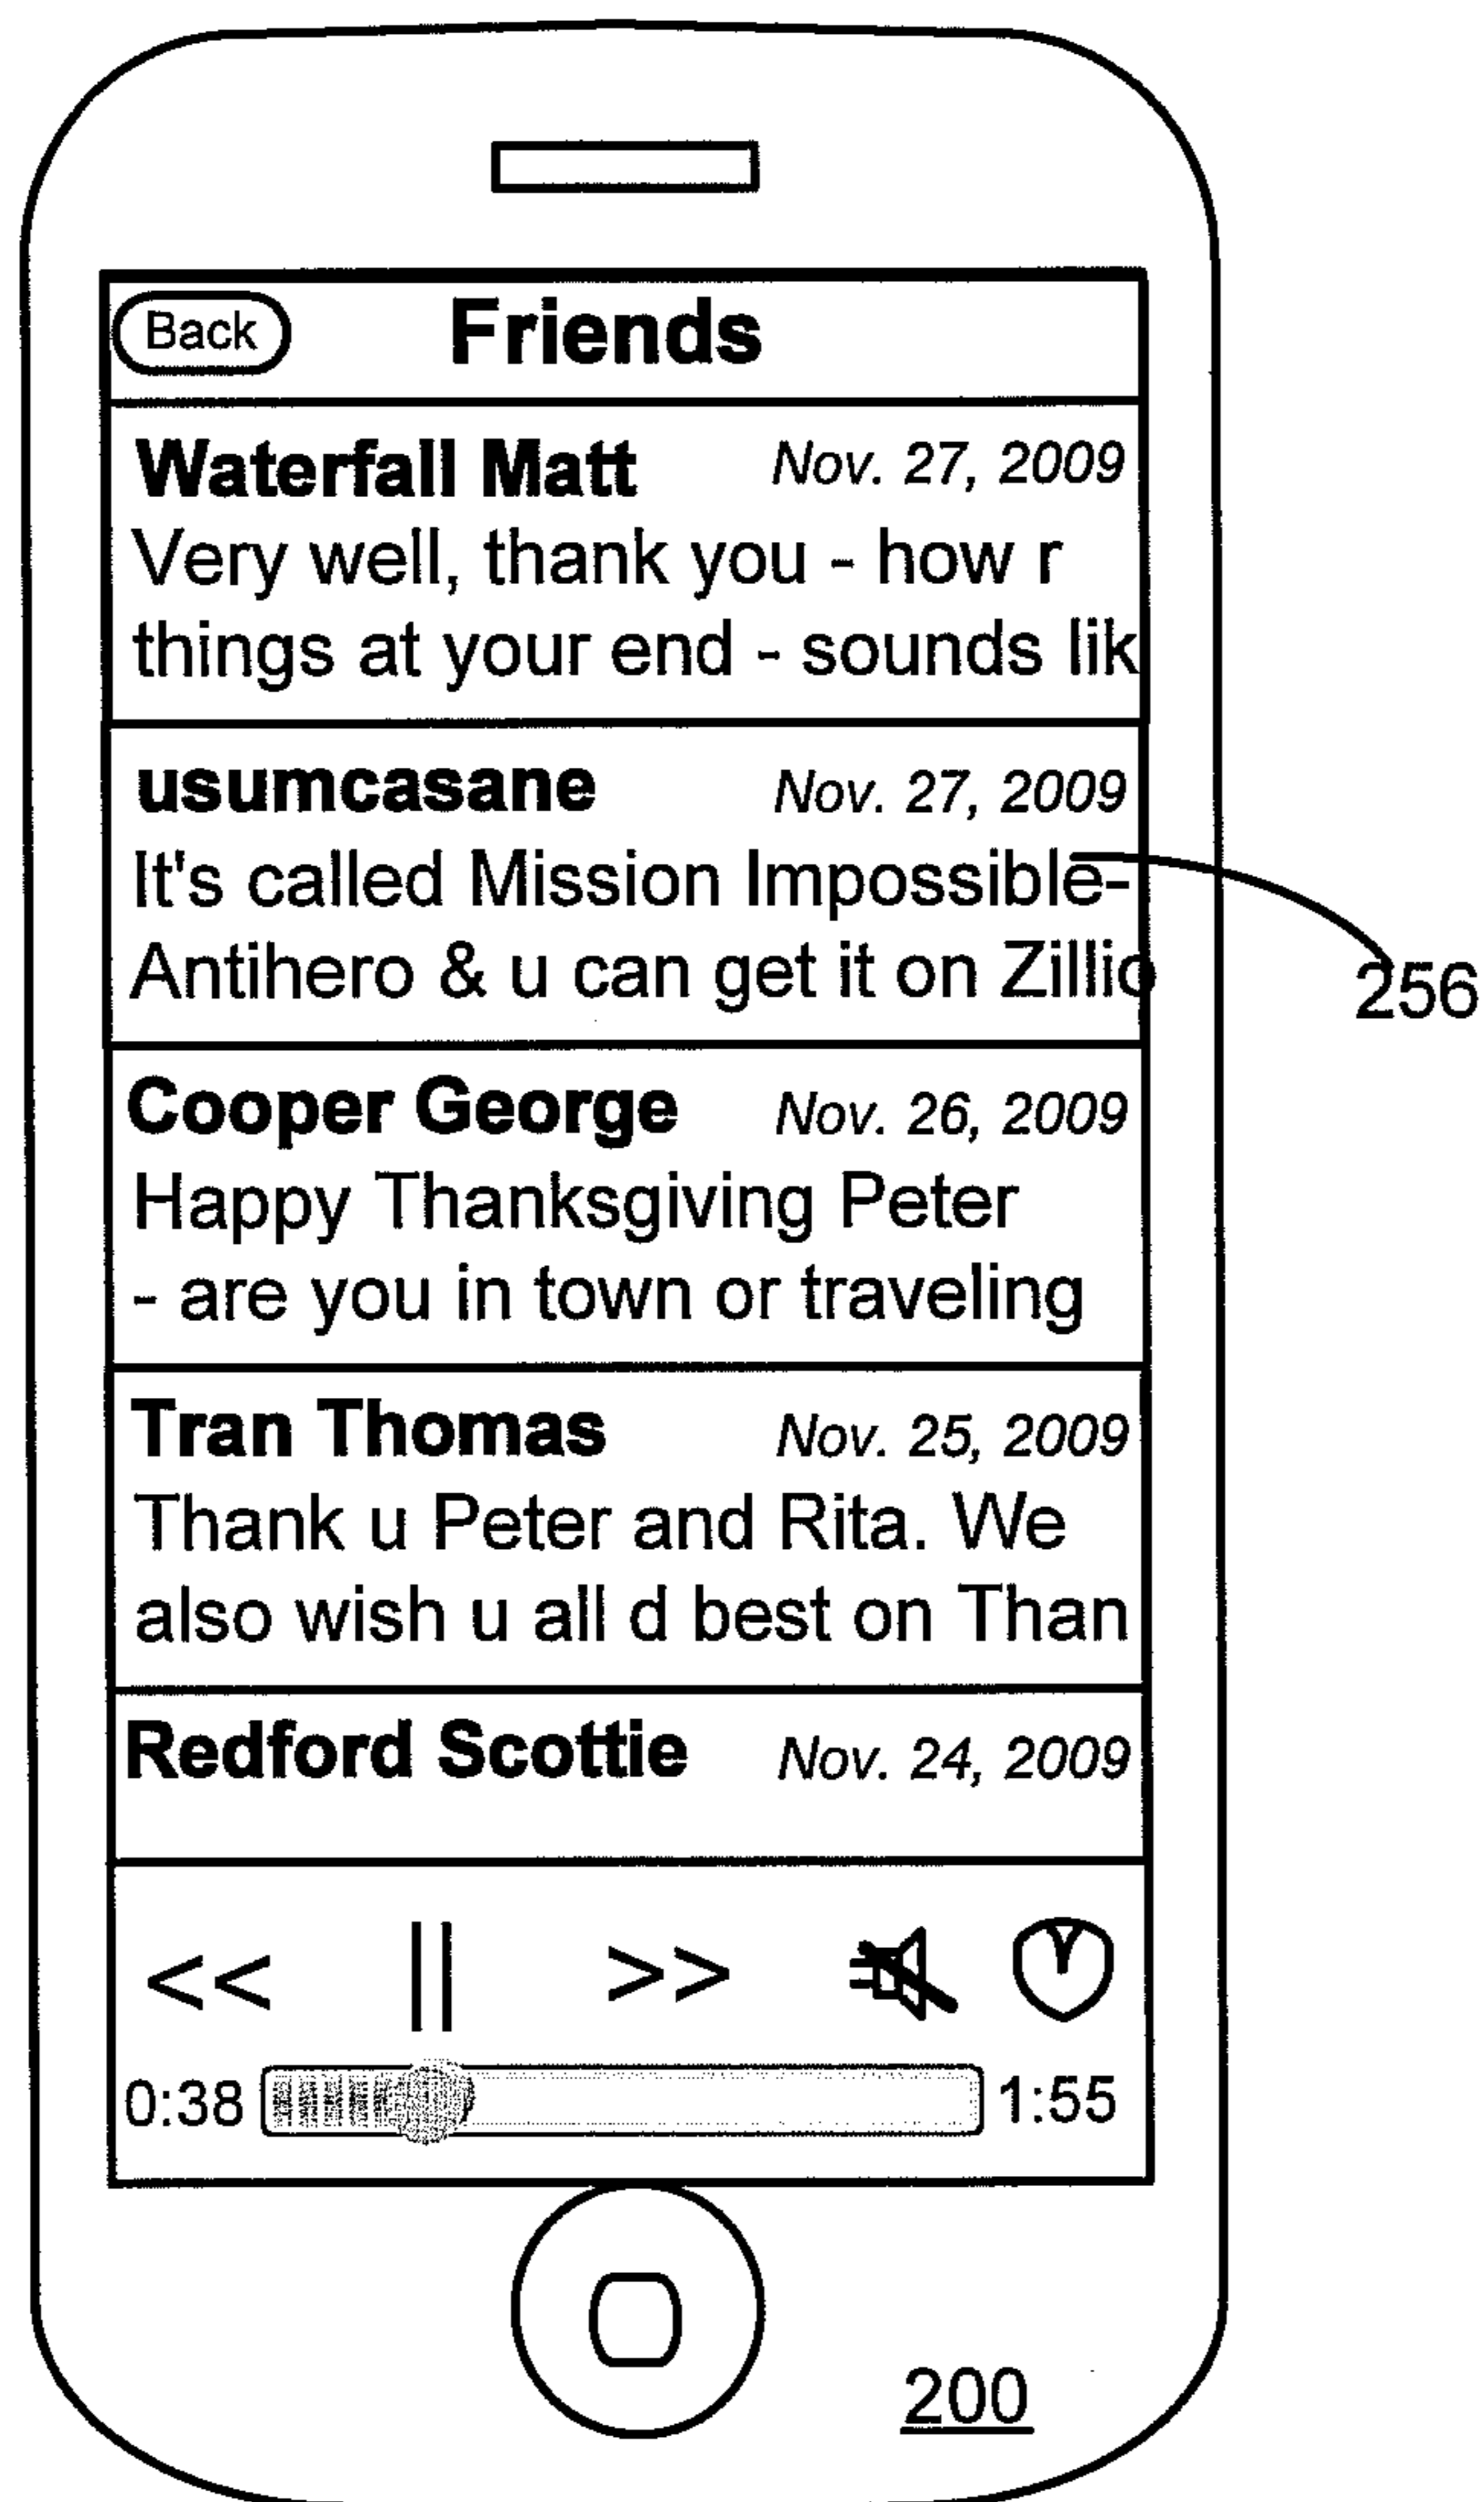 Back
Friends
Waterfall Matt Nov. 27, 2009
Very well, thank you - how r
things at your end - sounds lik
usumcasane Nov. 27, 2009
It's called Mission Impossible-
Antihero & u can get it on Zillio
256
Cooper George Nov. 26, 2009
Happy Thanksgiving Peter
- are you in town or traveling
Tran Thomas Nov. 25, 2009
Thank u Peter and Rita. We
also wish u all d best on Than
Redford Scottie Nov. 24, 2009
<< || >>
0:38 1:55
200